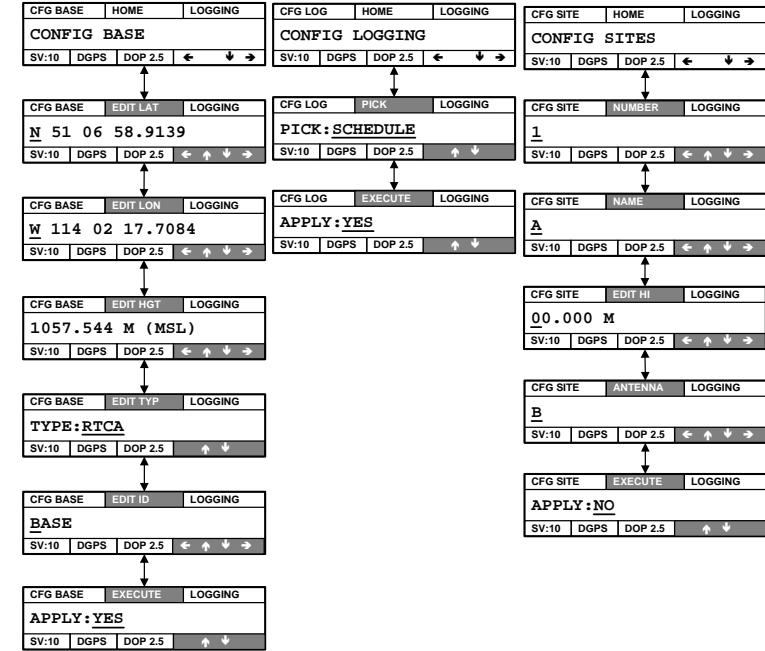 CFG BASE HOME LOGGING
CONFIG BASE
SV:10 DGPS DOP 2.5 ← ↓ →
CFG BASE EDIT LAT LOGGING
N 51 06 58.9139
SV:10 DGPS DOP 2.5 ← ↑ ↓ →
CFG BASE EDIT LON LOGGING
W 114 02 17.7084
SV:10 DGPS DOP 2.5 ← ↑ ↓ →
CFG BASE EDIT HGT LOGGING
1057.544 M (MSL)
SV:10 DGPS DOP 2.5 ← ↑ ↓ →
CFG BASE EDIT TYP LOGGING
TYPE:RTCA
SV:10 DGPS DOP 2.5 ↑ ↓
CFG BASE EDIT ID LOGGING
BASE
SV:10 DGPS DOP 2.5 ← ↑ ↓ →
CFG BASE EXECUTE LOGGING
APPLY:YES
SV:10 DGPS DOP 2.5 ↑ ↓
CFG LOG HOME LOGGING
CONFIG LOGGING
SV:10 DGPS DOP 2.5 ← ↓ →
CFG LOG PICK LOGGING
PICK:SCHEDULE
SV:10 DGPS DOP 2.5 ↑ ↓
CFG LOG EXECUTE LOGGING
APPLY:YES
SV:10 DGPS DOP 2.5 ↑ ↓
CFG SITE HOME LOGGING
CONFIG SITES
SV:10 DGPS DOP 2.5 ← ↓ →
CFG SITE NUMBER LOGGING
1
SV:10 DGPS DOP 2.5 ← ↑ ↓ →
CFG SITE NAME LOGGING
A
SV:10 DGPS DOP 2.5 ← ↑ ↓ →
CFG SITE EDIT HI LOGGING
00.000 M
SV:10 DGPS DOP 2.5 ← ↑ ↓ →
CFG SITE ANTENNA LOGGING
B
SV:10 DGPS DOP 2.5 ← ↑ ↓ →
CFG SITE EXECUTE LOGGING
APPLY:NO
SV:10 DGPS DOP 2.5 ↑ ↓